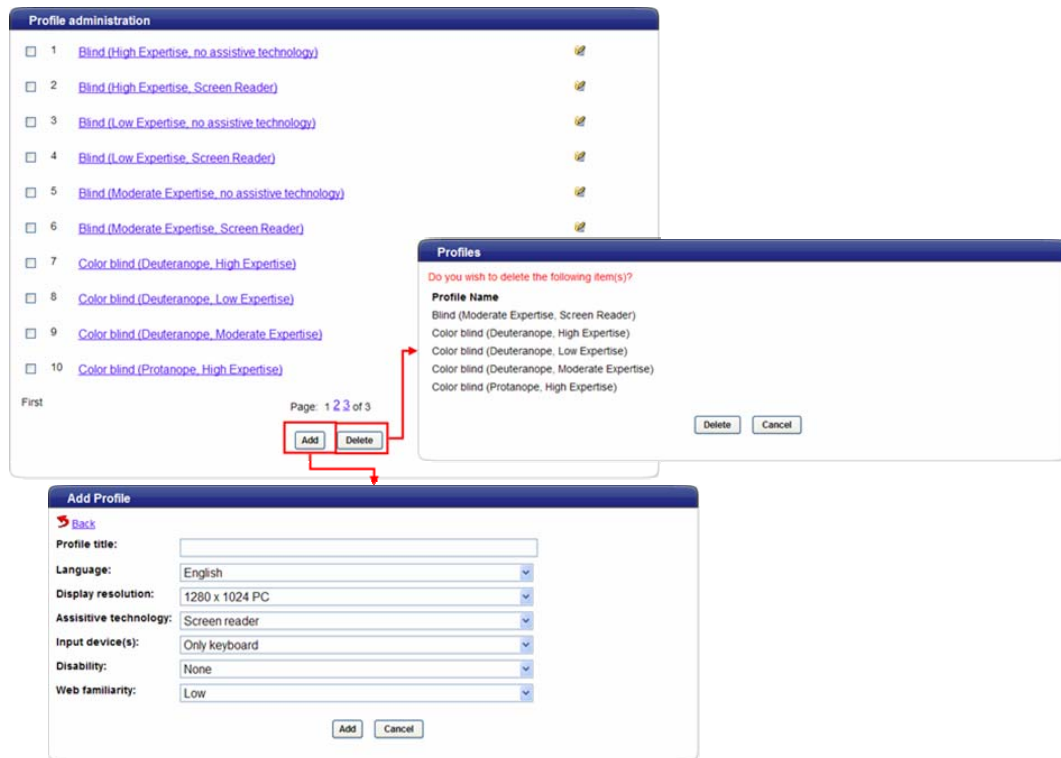 Profile administration
1 Blind (High Expertise, no assistive technology)
2 Blind (High Expertise, Screen Reader)
3 Blind (Low Expertise, no assistive technology)
4 Blind (Low Expertise, Screen Reader)
5 Blind (Moderate Expertise, no assistive technology)
6 Blind (Moderate Expertise, Screen Reader)
7 Color blind (Deuteranope, High Expertise)
8 Color blind (Deuteranope, Low Expertise)
9 Color blind (Deuteranope, Moderate Expertise)
10 Color blind (Protanope, High Expertise)
First
Page: 1 2 3 of 3
Add Delete
Profiles
Do you wish to delete the following item(s)?
Profile Name
Blind (Moderate Expertise, Screen Reader)
Color blind (Deuteranope, High Expertise)
Color blind (Deuteranope, Low Expertise)
Color blind (Deuteranope, Moderate Expertise)
Color blind (Protanope, High Expertise)
Delete Cancel
Add Profile
Back
Profile title:
Language: English
Display resolution: 1280 x 1024 PC
Assisitive technology: Screen reader
Input device(s): Only keyboard
Disability: None
Web familiarity: Low
Add Cancel